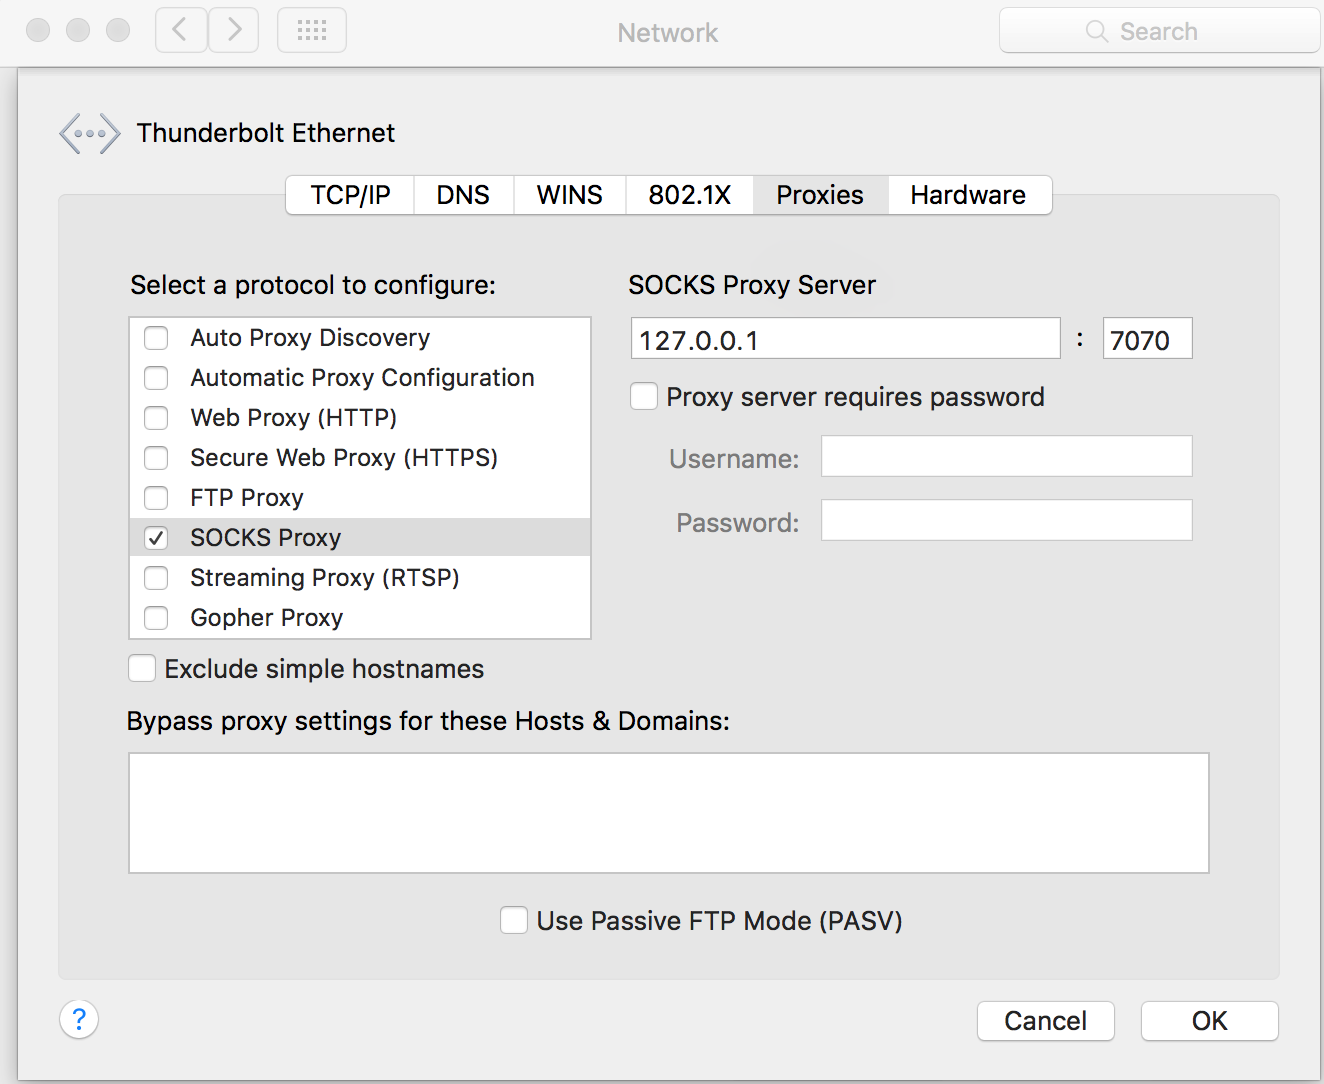 Network
Search
Thunderbolt Ethernet
TCP/IP DNS WINS 802.1X Proxies Hardware
Select a protocol to configure:
Auto Proxy Discovery
Automatic Proxy Configuration
Web Proxy (HTTP)
Secure Web Proxy (HTTPS)
FTP Proxy
SOCKS Proxy
Streaming Proxy (RTSP)
Gopher Proxy
Exclude simple hostnames
SOCKS Proxy Server
127.0.0.1 : 7070
Proxy server requires password
Username:
Password:
Bypass proxy settings for these Hosts & Domains:
Use Passive FTP Mode (PASV)
?
Cancel
OK